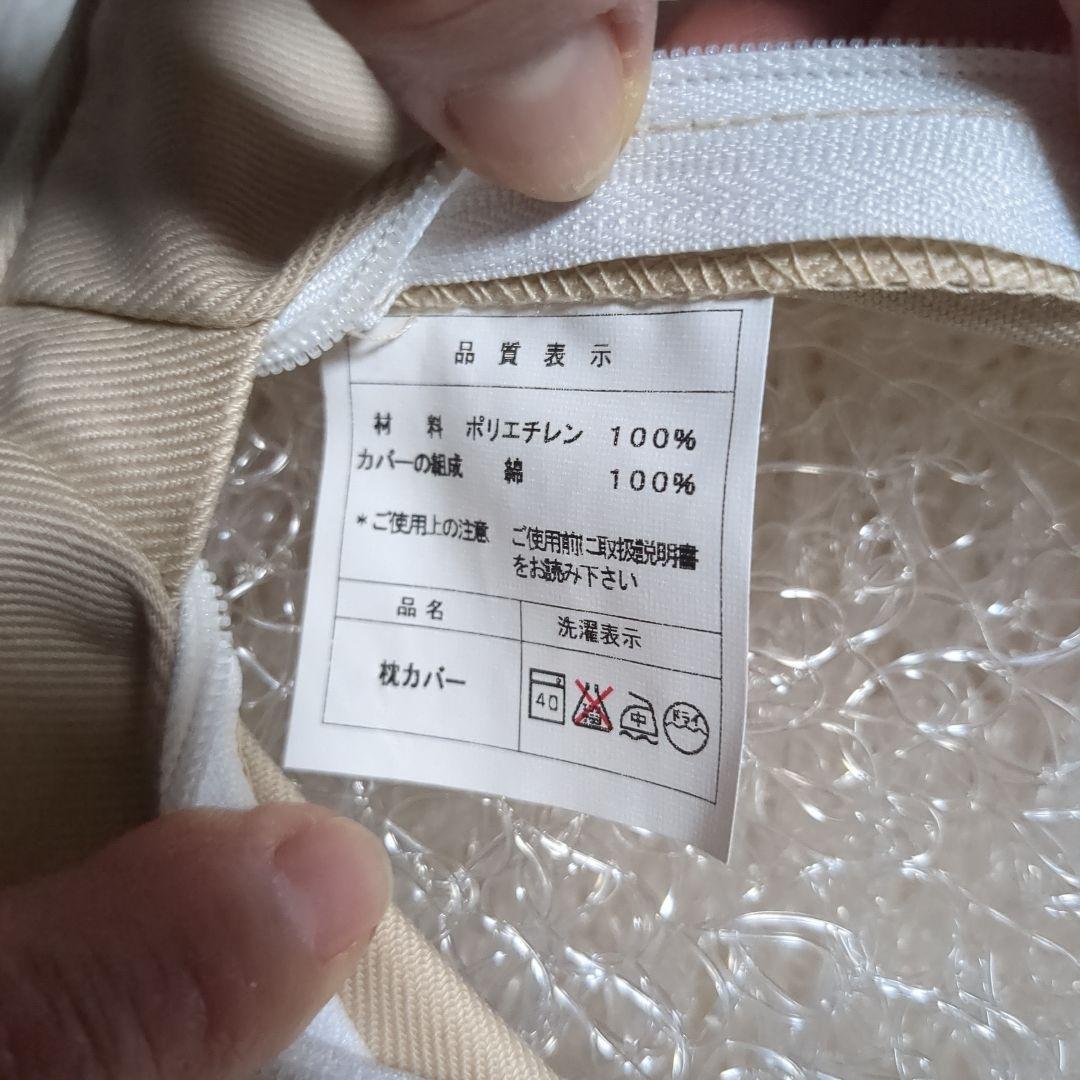 品質表示
材料 ポリエチレン 100%
カバーの組成 綿 100%
*ご使用上の注意 ご使用前に取扱説明書
をお読み下さい
品名 洗濯表示
枕カバー
40 中 ドライ